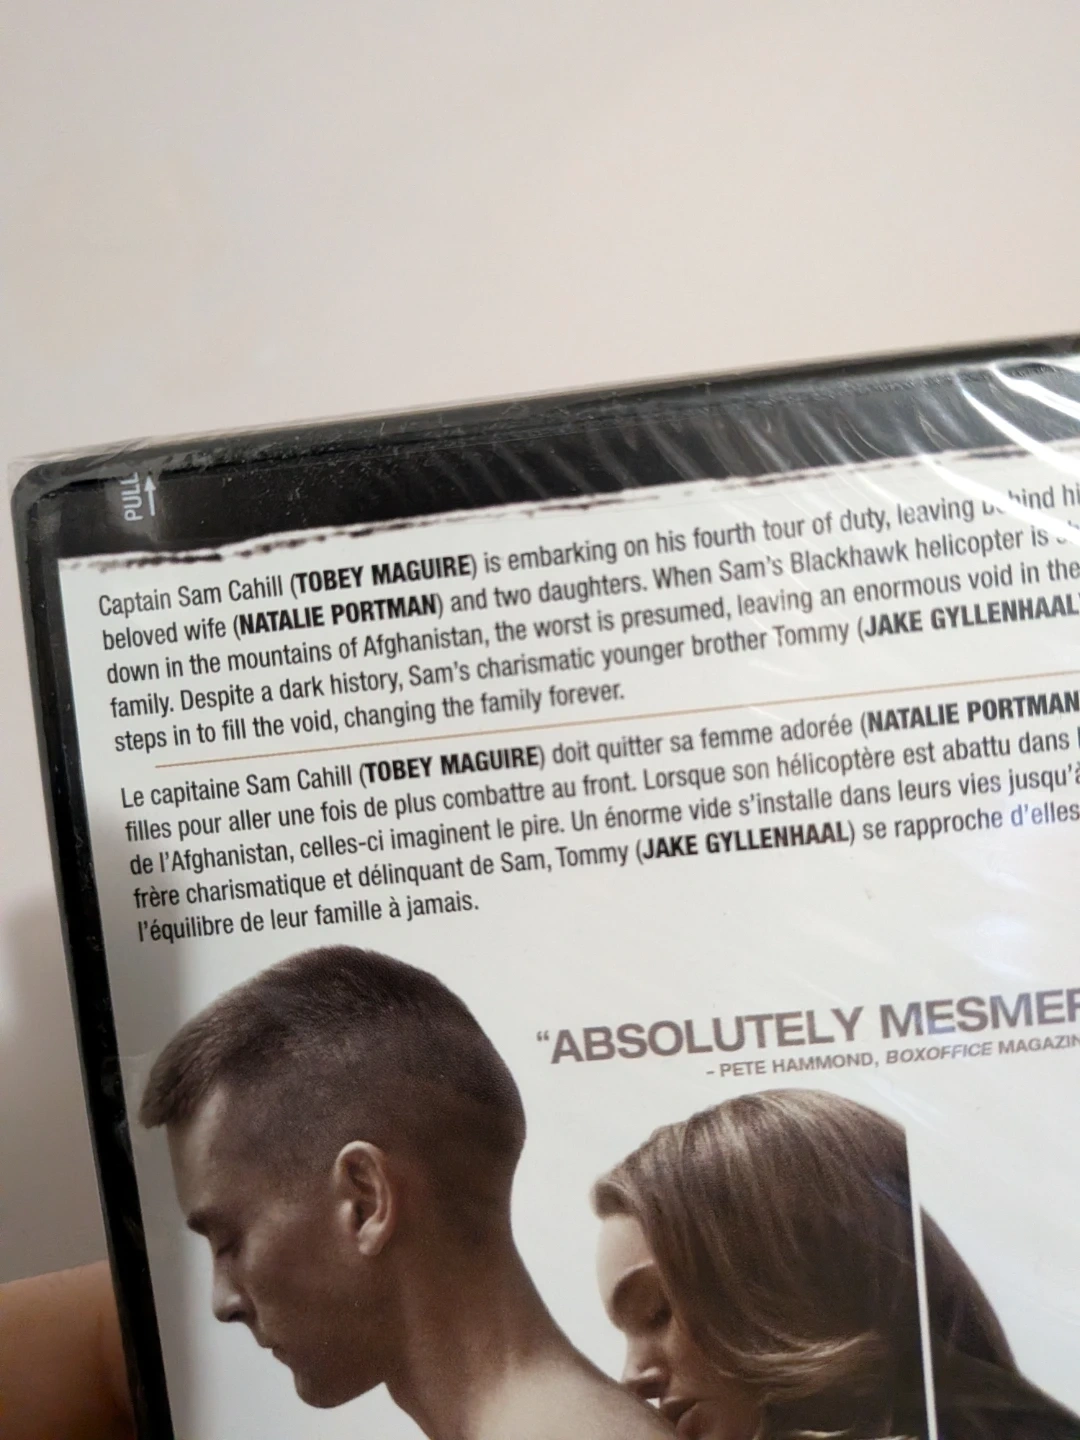 PULL
Captain Sam Cahill (TOBEY MAGUIRE) is embarking on his fourth tour of duty, leaving behind hi
beloved wife (NATALIE PORTMAN) and two daughters. When Sam's Blackhawk helicopter is
down in the mountains of Afghanistan, the worst is presumed, leaving an enormous void in the
family. Despite a dark history, Sam's charismatic younger brother Tommy (JAKE GYLLENHAAL
steps in to fill the void, changing the family forever.
Le capitaine Sam Cahill (TOBEY MAGUIRE) doit quitter sa femme adorée (NATALIE PORTMAN
filles pour aller une fois de plus combattre au front. Lorsque son hélicoptère est abattu dans
de l'Afghanistan, celles-ci imaginent le pire. Un énorme vide s'installe dans leurs vies jusqu'à
frère charismatique et délinquant de Sam, Tommy (JAKE GYLLENHAAL) se rapproche d'elles
l'équilibre de leur famille à jamais.
"ABSOLUTELY MESMER
- PETE HAMMOND, BOXOFFICE MAGAZIN